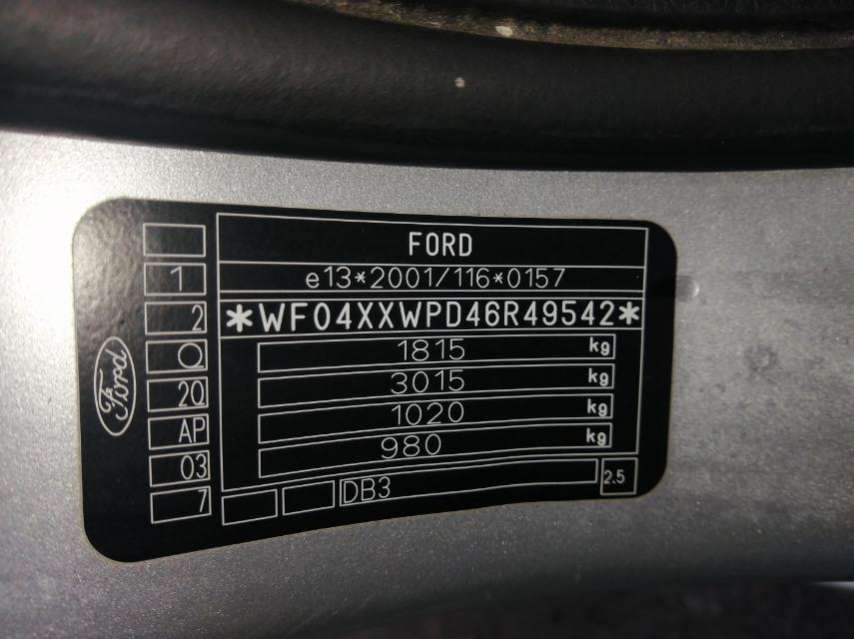 FORD
e13*2001/116*0157
*WF04XXWPD46R49542*
1815 kg
3015 kg
1020 kg
980 kg
DB3
2.5
1
2
Q
2Q
AP
03
7
Ford